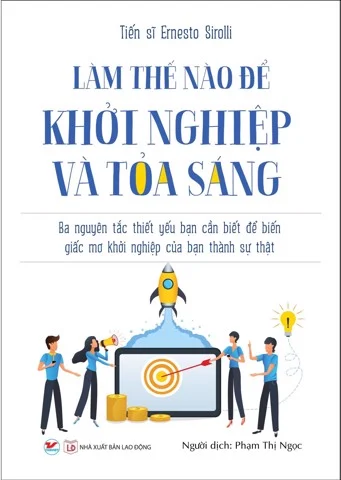 Tiến sĩ Ernesto Sirolli
LÀM THẾ NÀO ĐỂ
KHỞI NGHIỆP
VÀ TỎA SÁNG
Ba nguyên tắc thiết yếu bạn cần biết để biến
giấc mơ khởi nghiệp của bạn thành sự thật
NHÀ XUẤT BẢN LAO ĐỘNG
Người dịch: Phạm Thị Ngọc